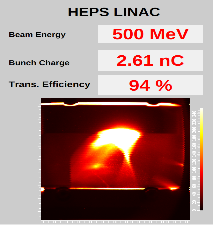 HEPS LINAC
Beam Energy 500 MeV
Bunch Charge 2.61 nC
Trans. Efficiency 94 %